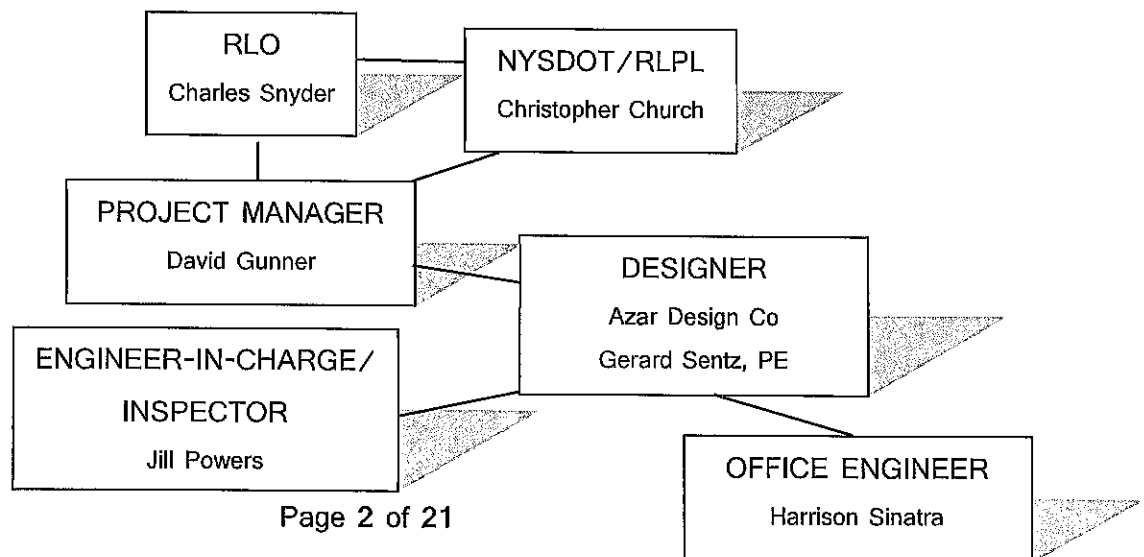 RLO
Charles Snyder
NYSDOT/RLPL
Christopher Church
PROJECT MANAGER
David Gunner
DESIGNER
Azar Design Co
Gerard Sentz, PE
ENGINEER-IN-CHARGE/
INSPECTOR
Jill Powers
OFFICE ENGINEER
Harrison Sinatra
Page 2 of 21